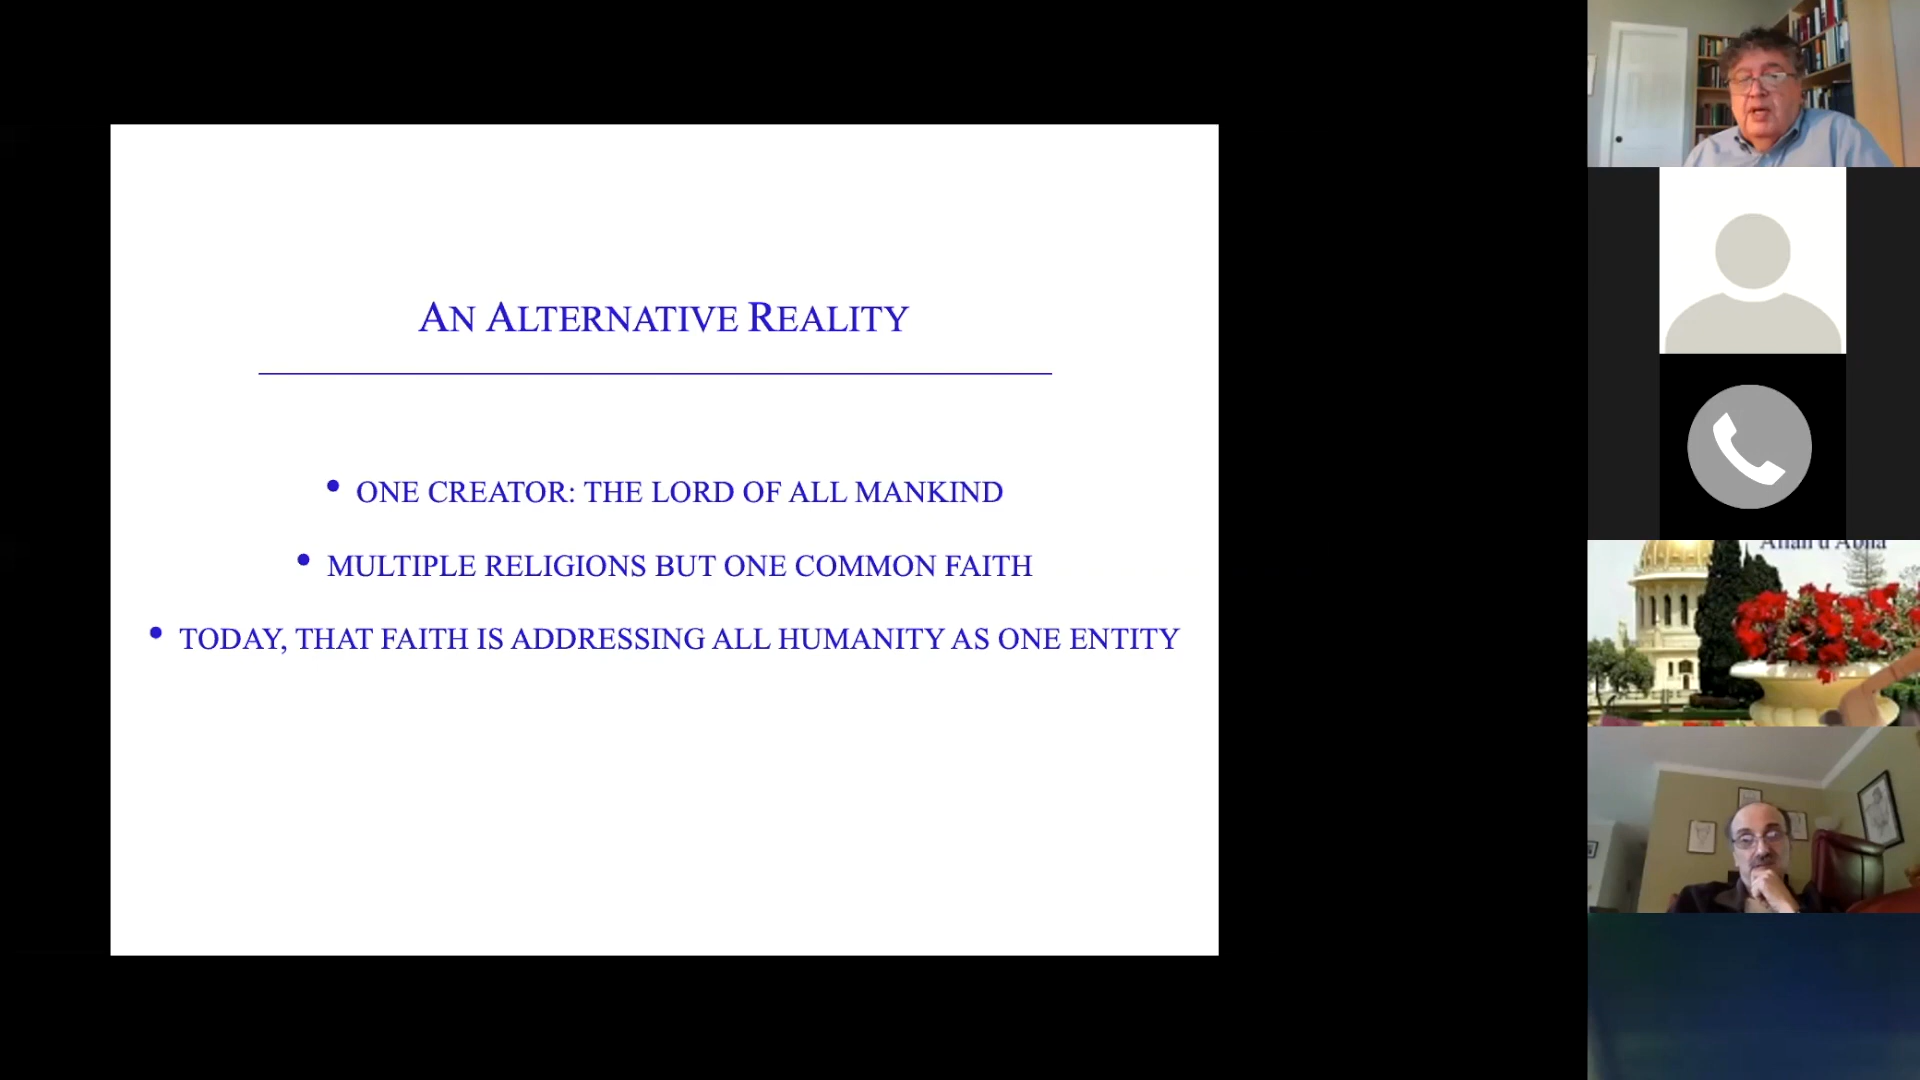 AN ALTERNATIVE REALITY
• ONE CREATOR: THE LORD OF ALL MANKIND
• MULTIPLE RELIGIONS BUT ONE COMMON FAITH
• TODAY, THAT FAITH IS ADDRESSING ALL HUMANITY AS ONE ENTITY